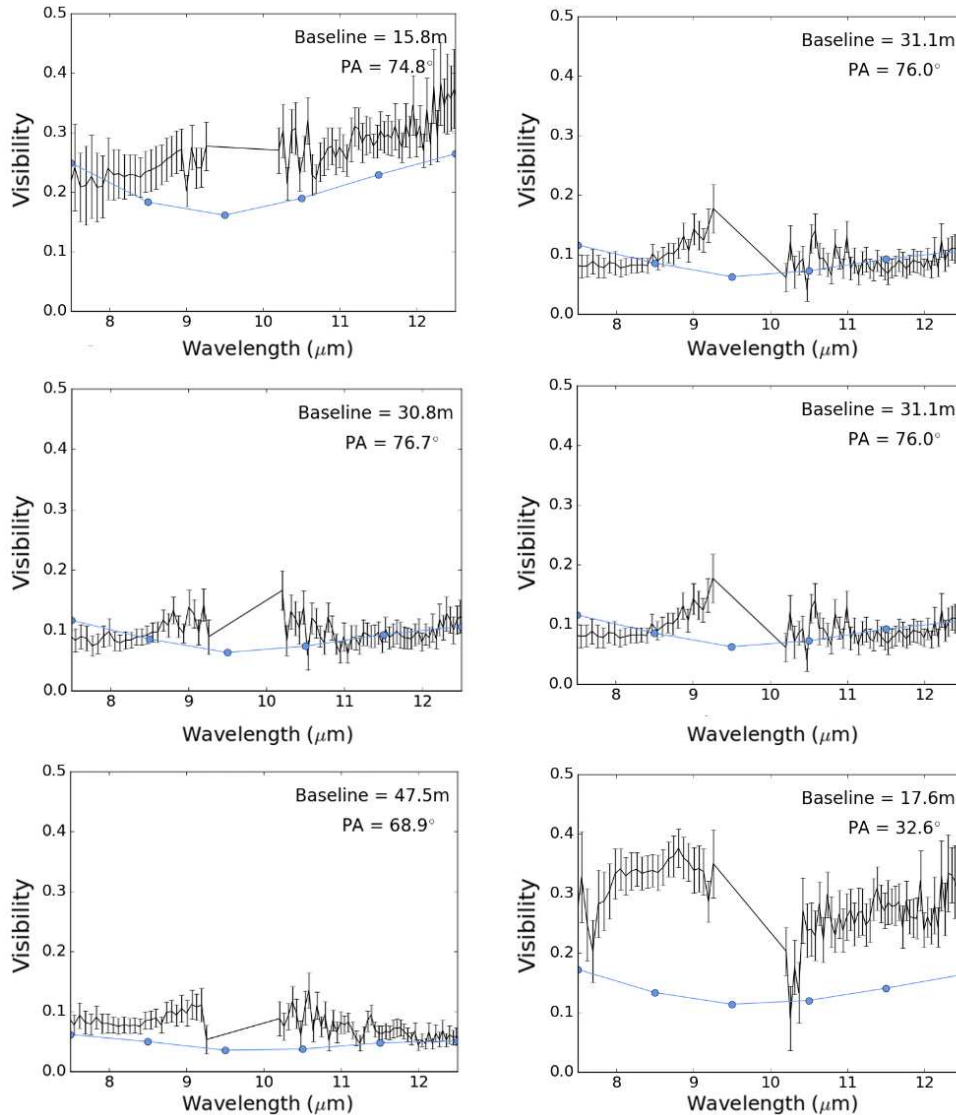 Baseline = 15.8m
PA = 74.8°
Visibility
0.5
0.4
0.3
0.2
0.1
0.0
8
9
10
11
12
Wavelength (μm)
Baseline = 31.1m
PA = 76.0°
Visibility
0.5
0.4
0.3
0.2
0.1
0.0
8
9
10
11
12
Wavelength (μm)
Baseline = 30.8m
PA = 76.7°
Visibility
0.5
0.4
0.3
0.2
0.1
0.0
8
9
10
11
12
Wavelength (μm)
Baseline = 31.1m
PA = 76.0°
Visibility
0.5
0.4
0.3
0.2
0.1
0.0
8
9
10
11
12
Wavelength (μm)
Baseline = 47.5m
PA = 68.9°
Visibility
0.5
0.4
0.3
0.2
0.1
0.0
8
9
10
11
12
Wavelength (μm)
Baseline = 17.6m
PA = 32.6°
Visibility
0.5
0.4
0.3
0.2
0.1
0.0
8
9
10
11
12
Wavelength (μm)